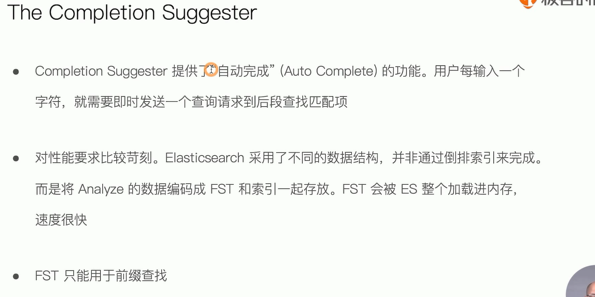 The Completion Suggester
Completion Suggester 提供了“自动完成” (Auto Complete) 的功能。用户每输入一个
字符，就需要即时发送一个查询请求到后段查找匹配项
对性能要求比较苛刻。Elasticsearch 采用了不同的数据结构，并非通过倒排索引来完成。
而是将 Analyze 的数据编码成 FST 和索引一起存放。FST 会被 ES 整个加载进内存，
速度很快
FST 只能用于前缀查找